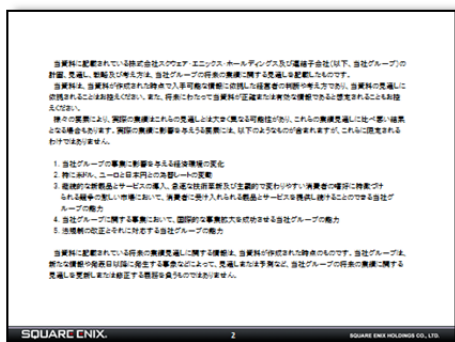 当資料に記載されている株式会社スクウェア・エニックス・ホールディングス及び連結子会社(以下、当社グループ)の
計画、見通し、戦略及び考え方は、当社グループの将来の業績に関する見通しを記載したものです。
当資料は、当資料が作成された時点で入手可能な情報に依拠した経営者の判断や考え方であり、当資料の見通しに
依拠されることはお控えください。また、将来にわたって当資料が正確または有効な情報であると想定されることもお控
えください。
様々の要素により、実際の業績はこれらの見通しとは大きく異なる可能性があり、これらの業績見通しに比べ悪い結果
となる場合もあります。実際の業績に影響を与えうる要素には、以下のようなものが含まれますが、これらに限定される
わけではありません。
1. 当社グループの事業に影響を与える経済環境の変化
2. 特に米ドル、ユーロと日本円との為替レートの変動
3. 継続的な新製品とサービスの導入、急速な技術革新及び主観的で変わりやすい消費者の嗜好に特徴づけ
られる競争の激しい市場において、消費者に受け入れられる製品とサービスを提供し続けることのできる当社グ
ループの能力
4. 当社グループに関する事業において、国際的な事業拡大を成功させる当社グループの能力
5. 法規制の改正とそれに対応する当社グループの能力
当資料に記載されている将来の業績見通しに関する情報は、当資料が作成された時点のものです。当社グループは、
新たな情報や発表日以降に発生する事象などによって、見通しまたは予測など、当社グループの将来の業績に関する
見通しを更新しまたは修正する義務を負うものではありません。
SQUARE ENIX.
2
SQUARE ENIX HOLDINGS CO., LTD.